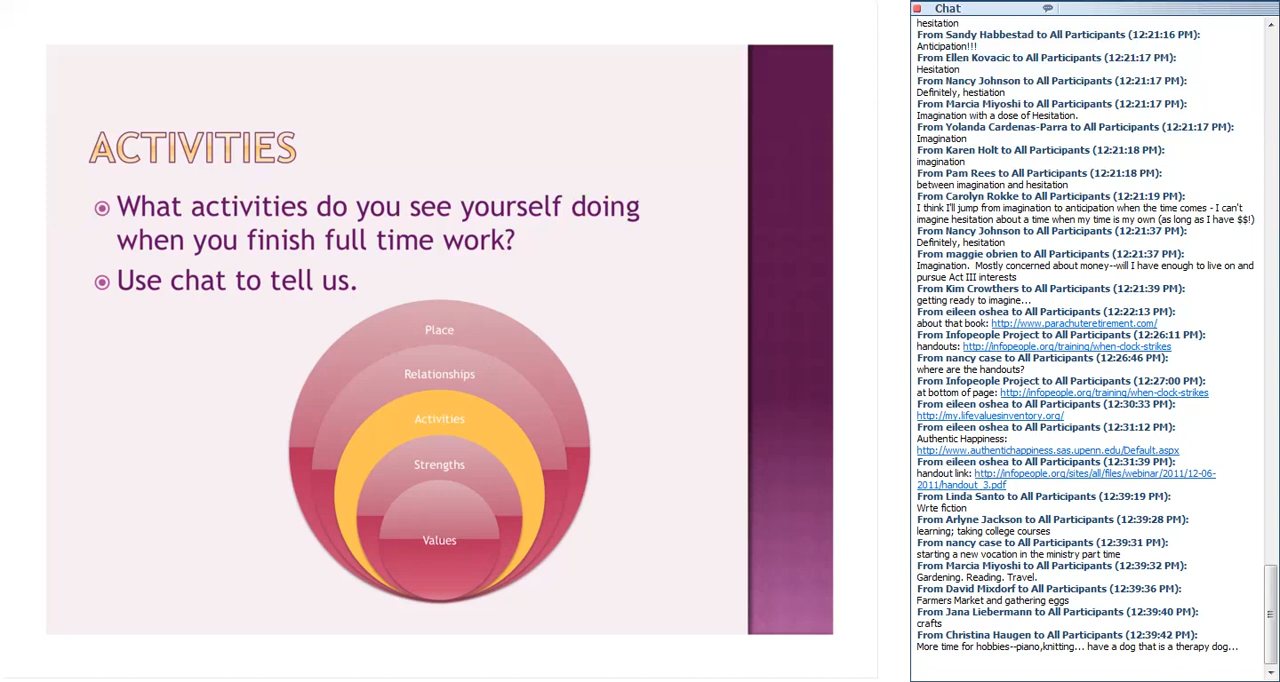 ACTIVITIES
What activities do you see yourself doing
when you finish full time work?
Use chat to tell us.
Place
Relationships
Activities
Strengths
Values
Chat
hesitation
From Sandy Habbestad to All Participants (12:21:16 PM):
Anticipation!!!
From Ellen Kovacic to All Participants (12:21:17 PM):
Hesitation
From Nancy Johnson to All Participants (12:21:17 PM):
Definitely, hestiation
From Marcia Miyoshi to All Participants (12:21:17 PM):
Imagination with a dose of Hesitation.
From Yolanda Cardenas-Parra to All Participants (12:21:17 PM):
Imagination
From Karen Holt to All Participants (12:21:18 PM):
imagination
From Pam Rees to All Participants (12:21:18 PM):
between imagination and hesitation
From Carolyn Rokke to All Participants (12:21:19 PM):
I think I'll jump from imagination to anticipation when the time comes - I can't
imagine hesitation about a time when my time is my own (as long as I have $$!)
From Nancy Johnson to All Participants (12:21:37 PM):
Definitely, hesitation
From maggie obrien to All Participants (12:21:37 PM):
Imagination.  Mostly concerned about money--will I have enough to live on and
pursue Act III interests
From Kim Crowthers to All Participants (12:21:39 PM):
getting ready to imagine...
From eileen oshea to All Participants (12:22:13 PM):
about that book: http://www.parachuteretirement.com/
From Infopeople Project to All Participants (12:26:11 PM):
handouts: http://infopeople.org/training/when-clock-strikes
From nancy case to All Participants (12:26:46 PM):
where are the handouts?
From Infopeople Project to All Participants (12:27:00 PM):
at bottom of page: http://infopeople.org/training/when-clock-strikes
From eileen oshea to All Participants (12:30:33 PM):
http://my.lifevaluesinventory.org/
From eileen oshea to All Participants (12:31:12 PM):
Authentic Happiness:
http://www.authentichappiness.sas.upenn.edu/Default.aspx
From eileen oshea to All Participants (12:31:39 PM):
handout link: http://infopeople.org/sites/all/files/webinar/2011/12-06-
2011/handout_3.pdf
From Linda Santo to All Participants (12:39:19 PM):
Wrte fiction
From Arlyne Jackson to All Participants (12:39:28 PM):
learning; taking college courses
From nancy case to All Participants (12:39:31 PM):
starting a new vocation in the ministry part time
From Marcia Miyoshi to All Participants (12:39:32 PM):
Gardening. Reading. Travel.
From David Mixdorf to All Participants (12:39:36 PM):
Farmers Market and gathering eggs
From Jana Liebermann to All Participants (12:39:40 PM):
crafts
From Christina Haugen to All Participants (12:39:42 PM):
More time for hobbies--piano,knitting... have a dog that is a therapy dog...